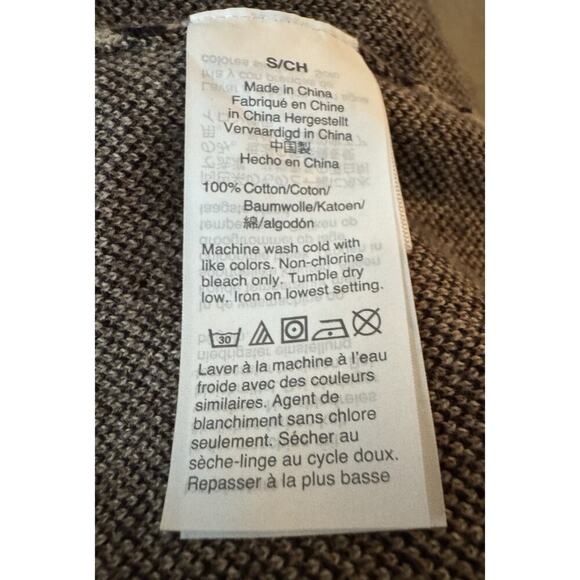 S/CH
Made in China
Fabriqué en Chine
in China Hergestellt
Vervaardigd in China
中国製
Hecho en China
100% Cotton/Coton/
Baumwolle/Katoen/
綿/algodón
Machine wash cold with
like colors. Non-chlorine
bleach only. Tumble dry
low. Iron on lowest setting.
30
Laver à la machine à l'eau
froide avec des couleurs
similaires. Agent de
blanchiment sans chlore
seulement. Sécher au
sèche-linge au cycle doux.
Repasser à la plus basse